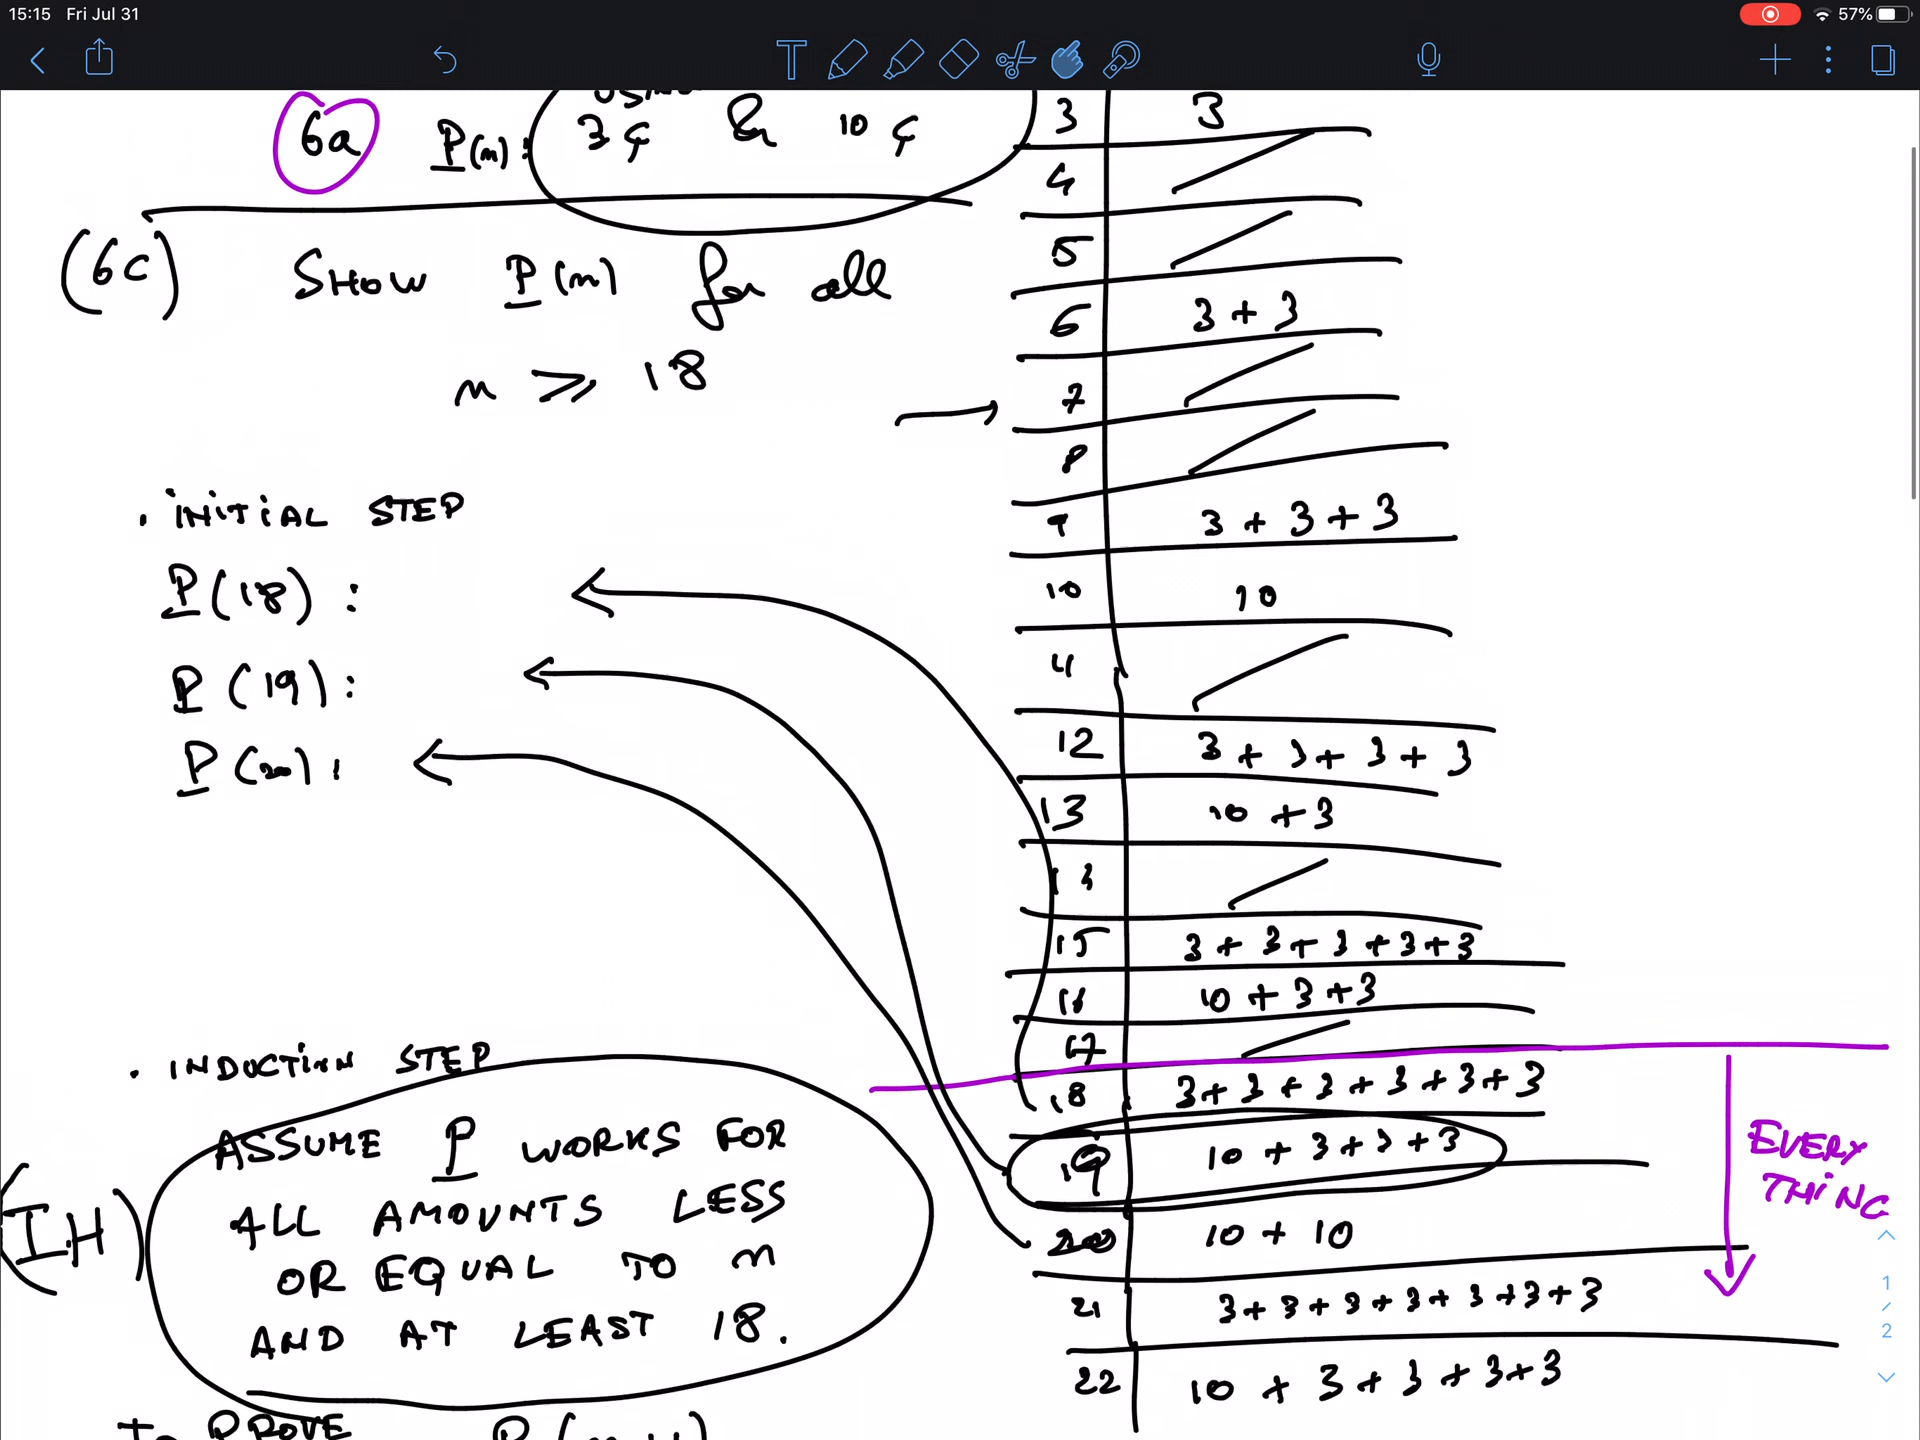 15:15 Fri Jul 31
57%
T
6a P(n): 3¢ & 10¢
(6c) SHOW P(n) for all
n ⩾ 18
. INITIAL STEP
P(18) :
P(19) :
P(20) :
. INDUCTION STEP
(IH)
ASSUME P WORKS FOR
ALL AMOUNTS LESS
OR EQUAL TO n
AND AT LEAST 18.
TO PROVE
3 3
4
5
6 3 + 3
7
8
9 3 + 3 + 3
10 10
11
12 3 + 3 + 3 + 3
13 10 + 3
14
15 3 + 3 + 3 + 3 + 3
16 10 + 3 + 3
17
18 3 + 3 + 3 + 3 + 3 + 3
19 10 + 3 + 3 + 3
20 10 + 10
21 3 + 3 + 3 + 3 + 3 + 3 + 3
22 10 + 3 + 3 + 3 + 3
EVERY
THING
1
/
2